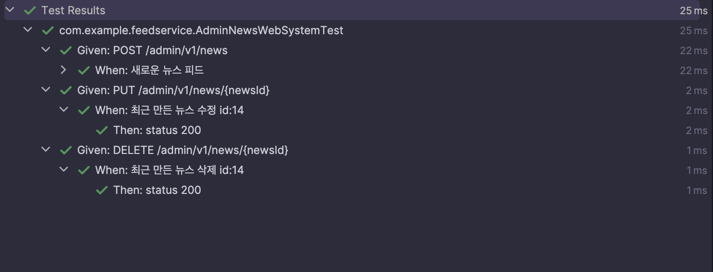 Test Results 25 ms
com.example.feedservice.AdminNewsWebSystemTest 25 ms
Given: POST /admin/v1/news 22 ms
When: 새로운 뉴스 피드 22 ms
Given: PUT /admin/v1/news/{newsId} 2 ms
When: 최근 만든 뉴스 수정 id:14 2 ms
Then: status 200 2 ms
Given: DELETE /admin/v1/news/{newsId} 1 ms
When: 최근 만든 뉴스 삭제 id:14 1 ms
Then: status 200 1 ms